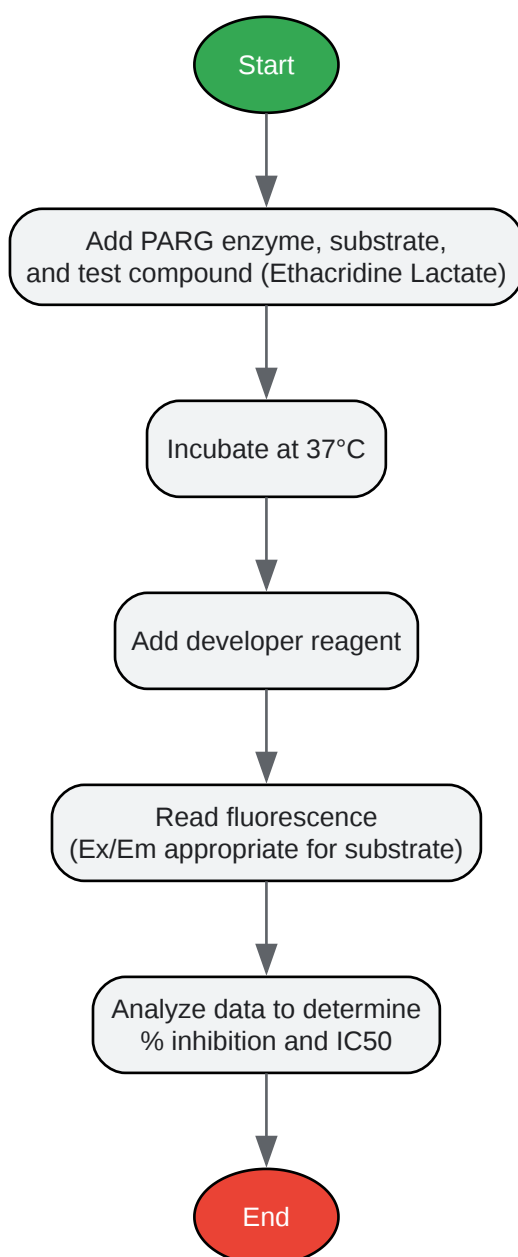 Start
Add PARG enzyme, substrate,
and test compound (Ethacridine Lactate)
Incubate at 37°C
Add developer reagent
Read fluorescence
(Ex/Em appropriate for substrate)
Analyze data to determine
% inhibition and IC50
End